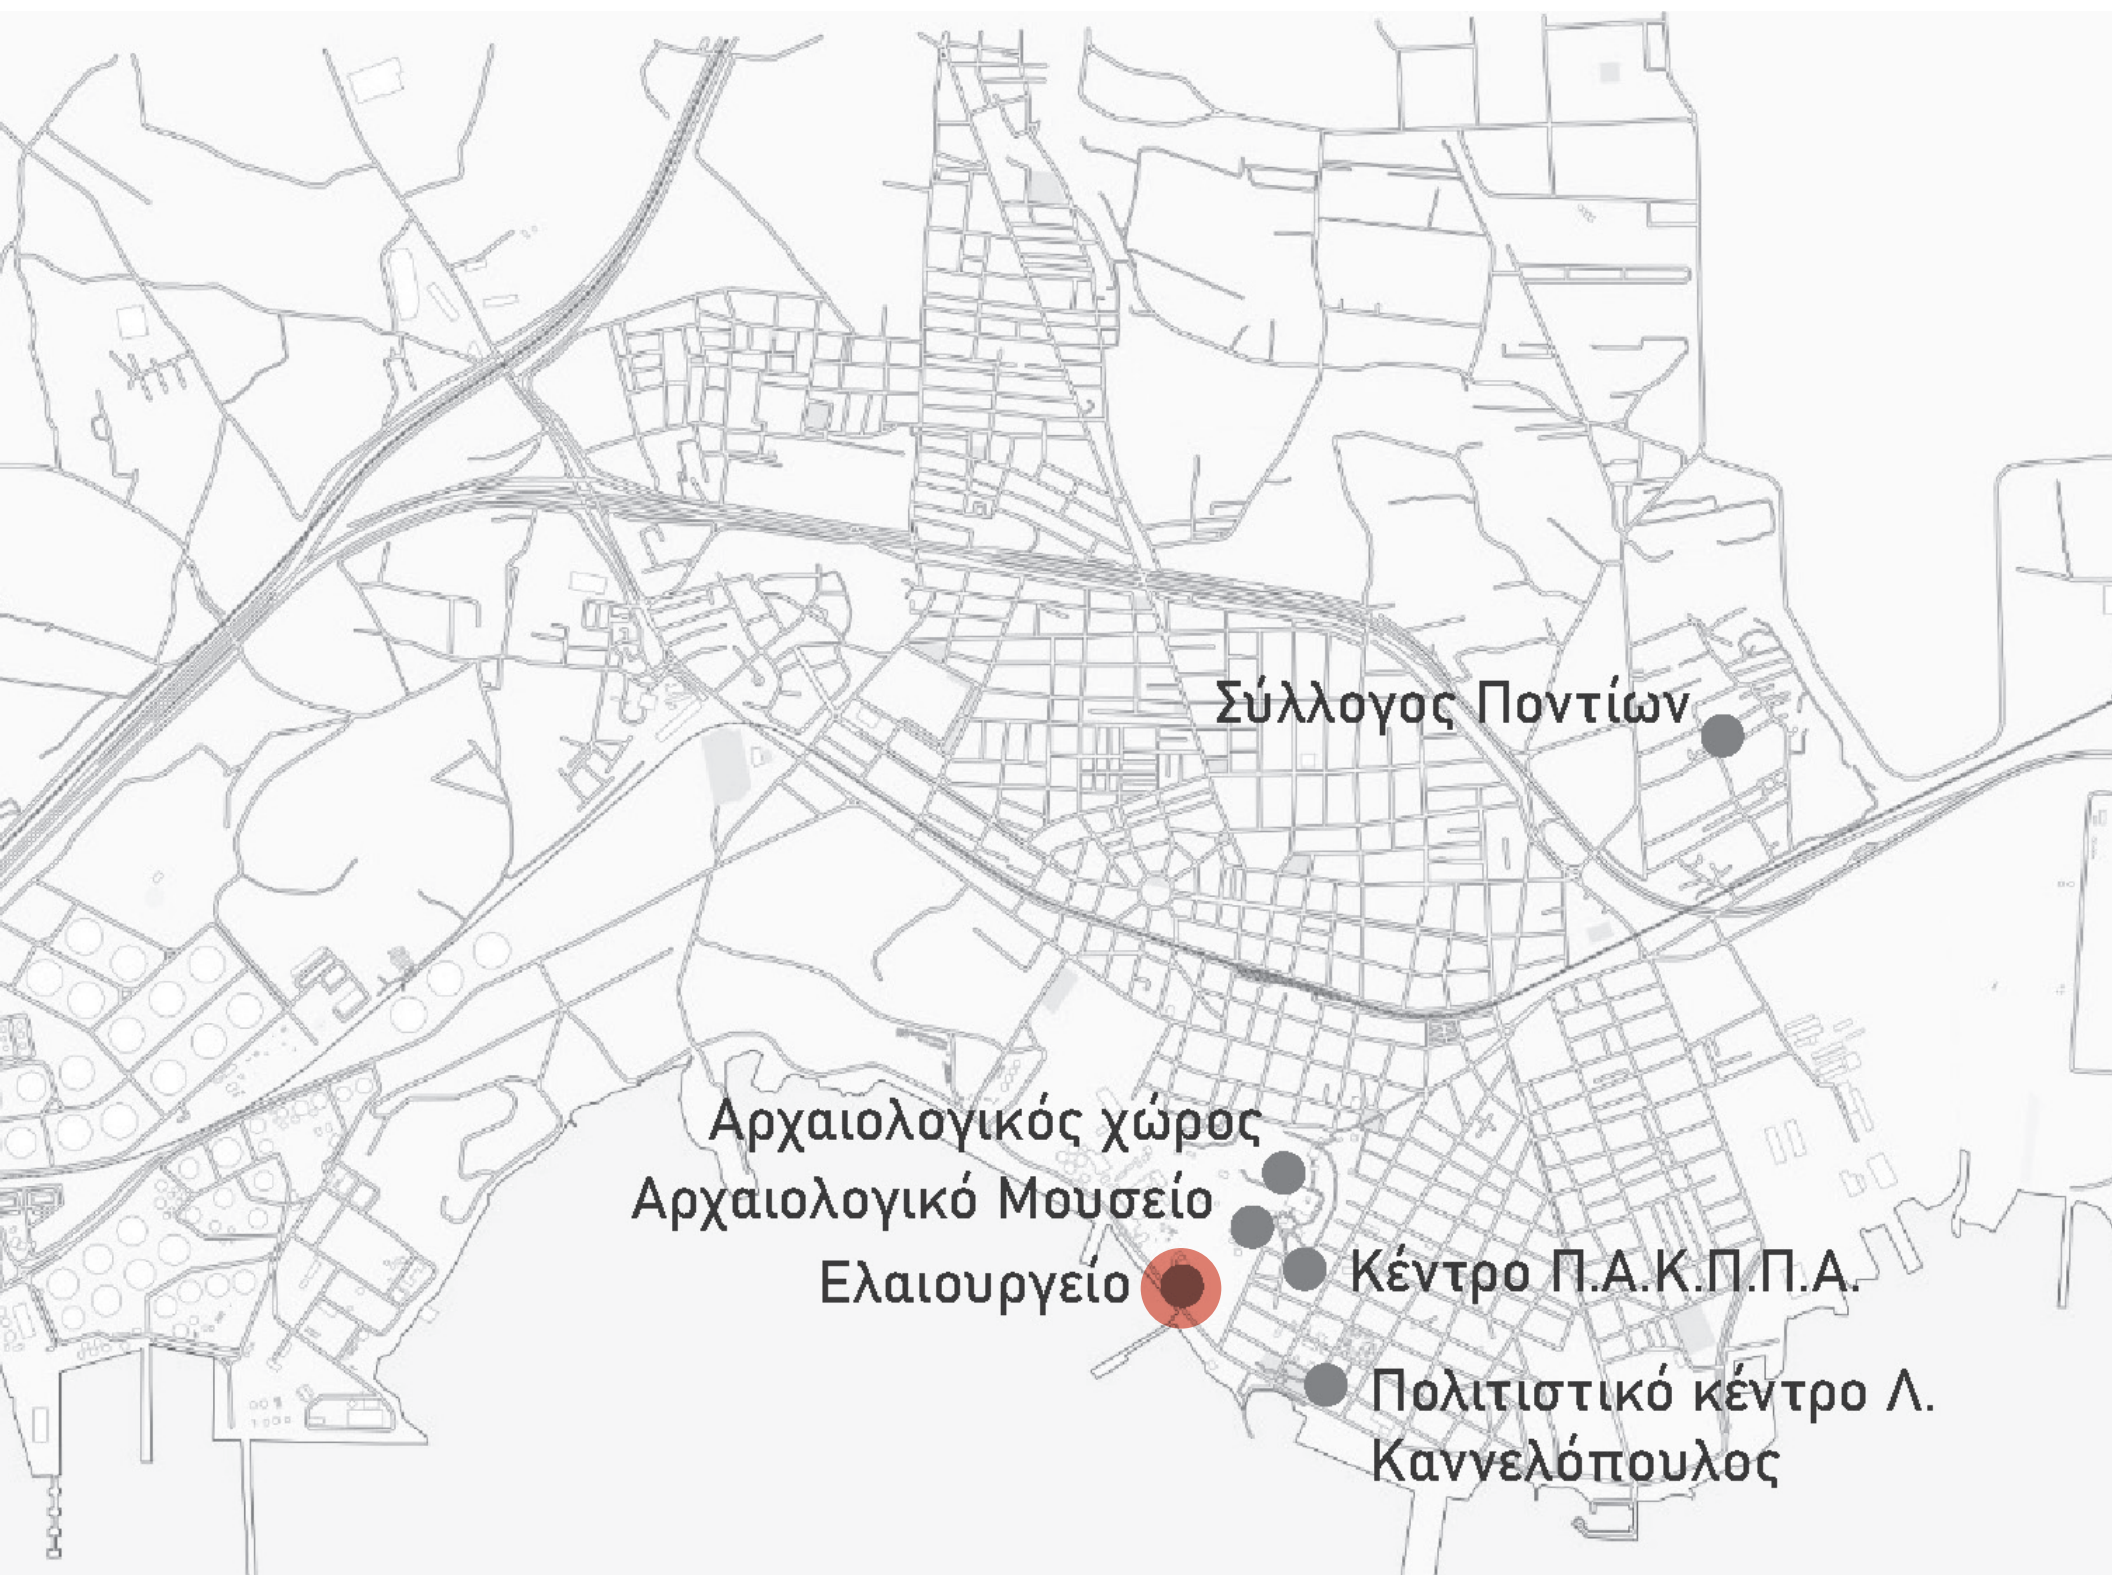 Σύλλογος Ποντίων
Αρχαιολογικός χώρος
Αρχαιολογικό Μουσείο
Ελαιουργείο
Κέντρο Π.Α.Κ.Π.Π.Α.
Πολιτιστικό κέντρο Λ.
Καννελόπουλος